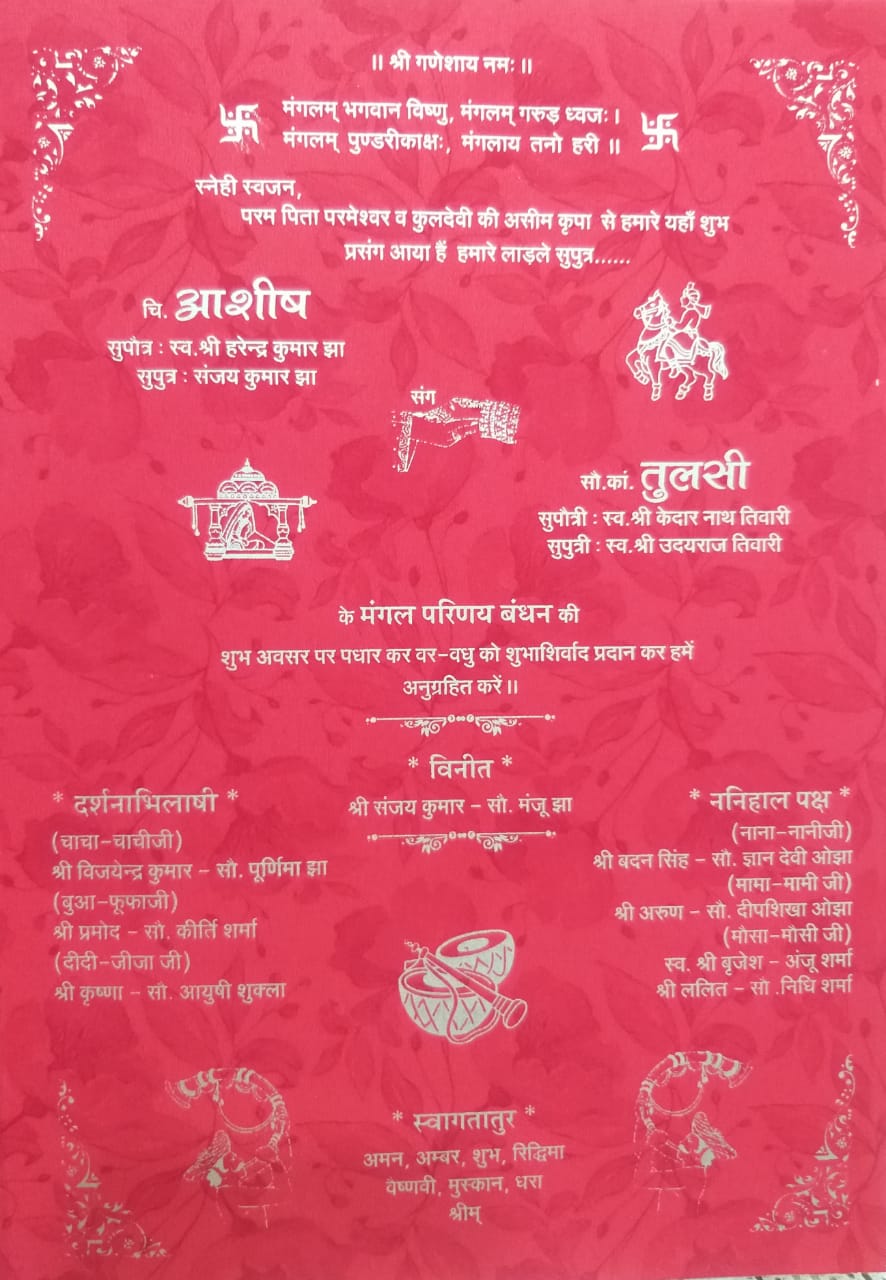 ॥ श्री गणेशाय नमः ॥
मंगलम् भगवान विष्णु, मंगलम् गरुड़ ध्वजः ।
मंगलम् पुण्डरीकाक्षः, मंगलाय तनो हरी ॥
स्नेही स्वजन,
परम पिता परमेश्वर व कुलदेवी की असीम कृपा से हमारे यहाँ शुभ
प्रसंग आया हैं हमारे लाड़ले सुपुत्र......
चि. आशीष
सुपौत्र : स्व.श्री हरेन्द्र कुमार झा
सुपुत्र : संजय कुमार झा
संग
सौ.कां. तुलसी
सुपौत्री : स्व.श्री केदार नाथ तिवारी
सुपुत्री : स्व.श्री उदयराज तिवारी
के मंगल परिणय बंधन की
शुभ अवसर पर पधार कर वर-वधु को शुभाशिर्वाद प्रदान कर हमें
अनुग्रहित करें॥
* विनीत *
श्री संजय कुमार - सौ. मंजू झा
* दर्शनाभिलाषी *
(चाचा-चाचीजी)
श्री विजयेन्द्र कुमार - सौ. पूर्णिमा झा
(बुआ-फूफाजी)
श्री प्रमोद - सौ. कीर्ति शर्मा
(दीदी-जीजा जी)
श्री कृष्णा - सौ. आयुषी शुक्ला
* ननिहाल पक्ष *
(नाना-नानीजी)
श्री बदन सिंह - सौ. ज्ञान देवी ओझा
(मामा-मामी जी)
श्री अरुण - सौ. दीपशिखा ओझा
(मौसा-मौसी जी)
स्व. श्री बृजेश - अंजू शर्मा
श्री ललित - सौ .निधि शर्मा
* स्वागतातुर *
अमन, अम्बर, शुभ, रिद्धिमा
वैष्णवी, मुस्कान, धरा
श्रीम्